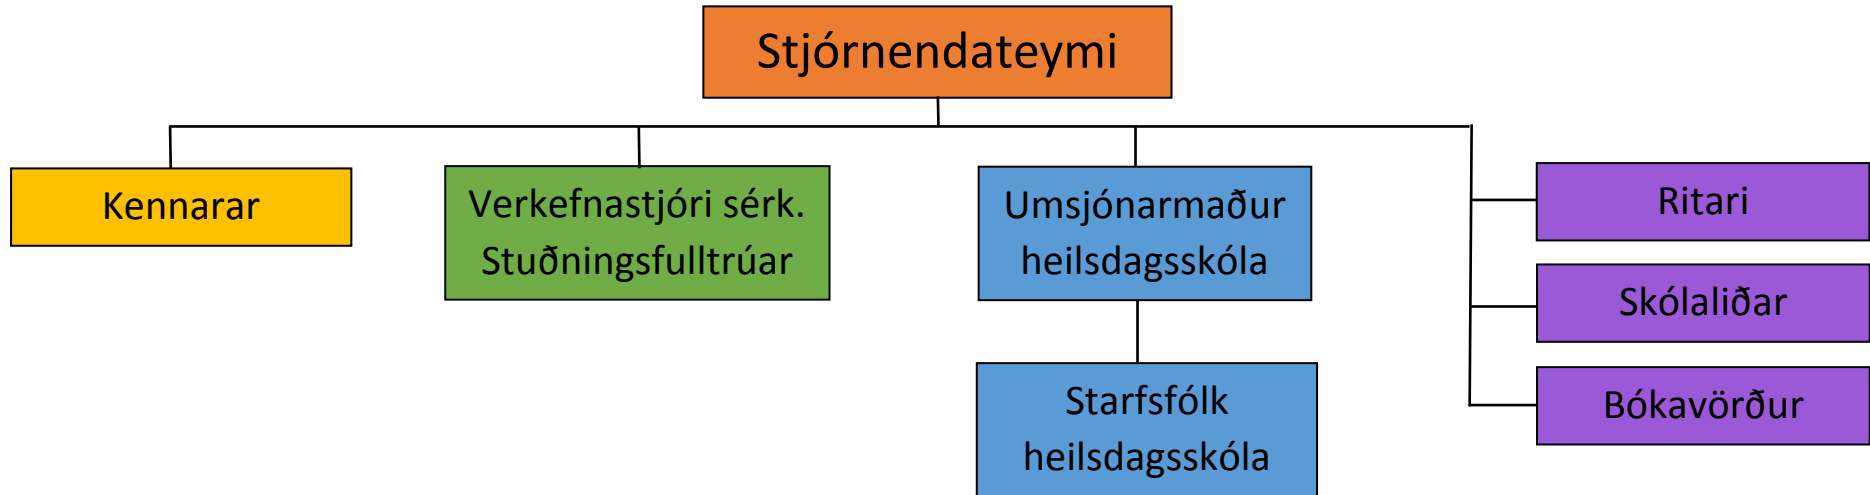 Stjórnendateymi
Kennarar
Verkefnastjóri sérk.
Stuðningsfulltrúar
Umsjónarmaður
heilsdagsskóla
Starfsfólk
heilsdagsskóla
Ritari
Skólaliðar
Bókavörður